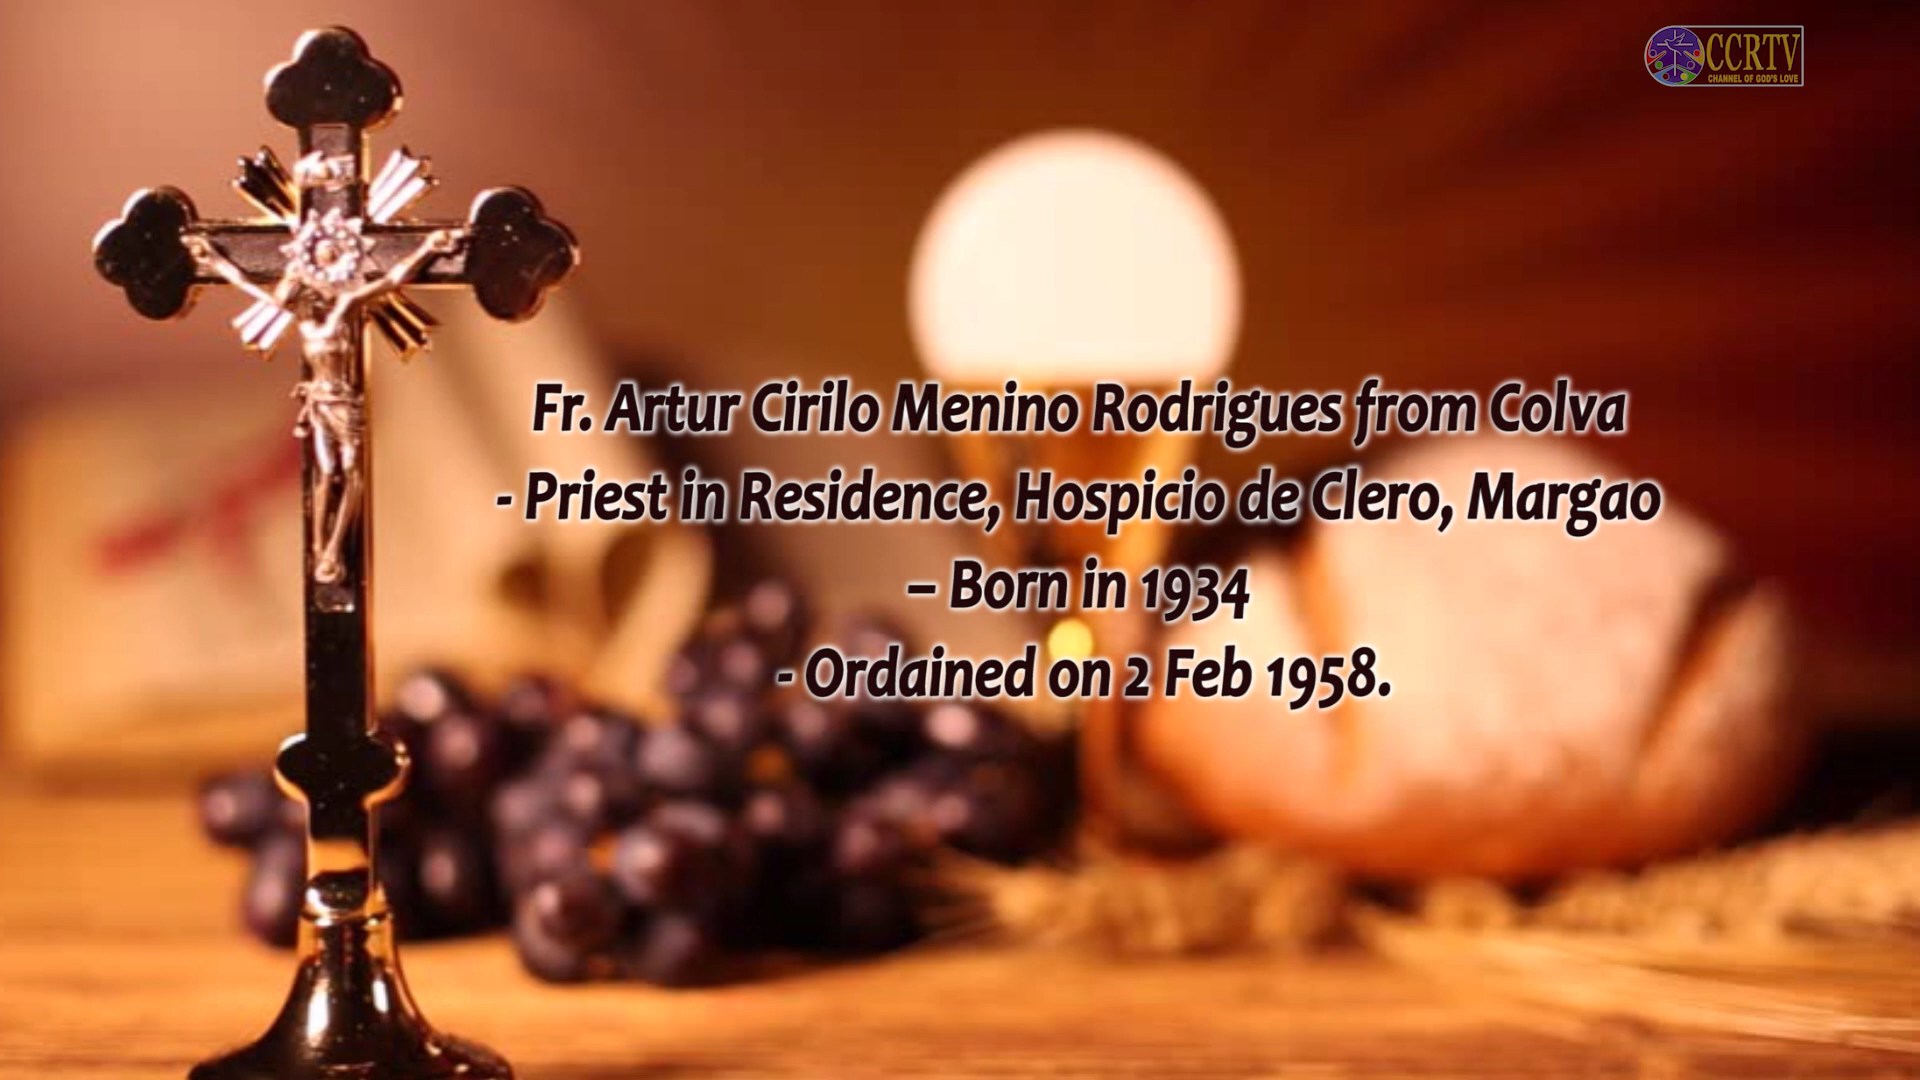 CCRTV
CHANNEL OF GOD'S LOVE
Fr. Artur Cirilo Menino Rodrigues from Colva
- Priest in Residence, Hospicio de Clero, Margao
– Born in 1934
- Ordained on 2 Feb 1958.